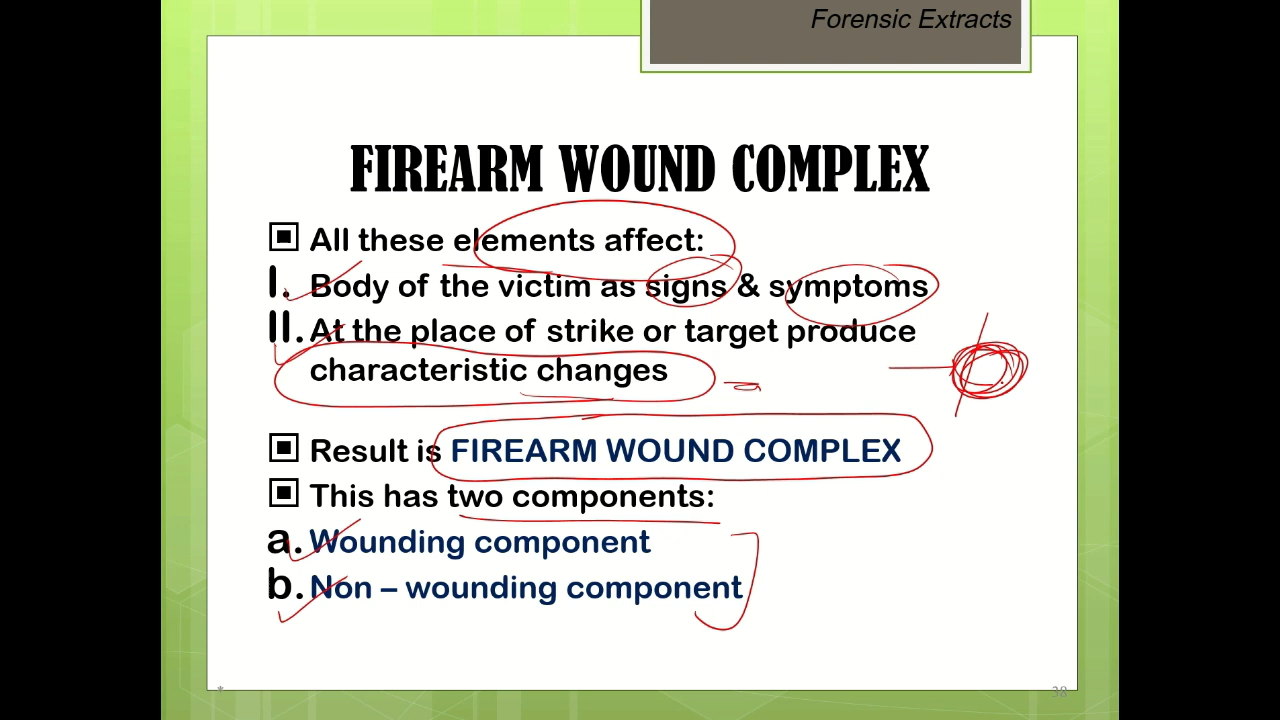 Forensic Extracts
FIREARM WOUND COMPLEX
All these elements affect:
I. Body of the victim as signs & symptoms
II. At the place of strike or target produce
characteristic changes
Result is FIREARM WOUND COMPLEX
This has two components:
a. Wounding component
b. Non – wounding component
* 38